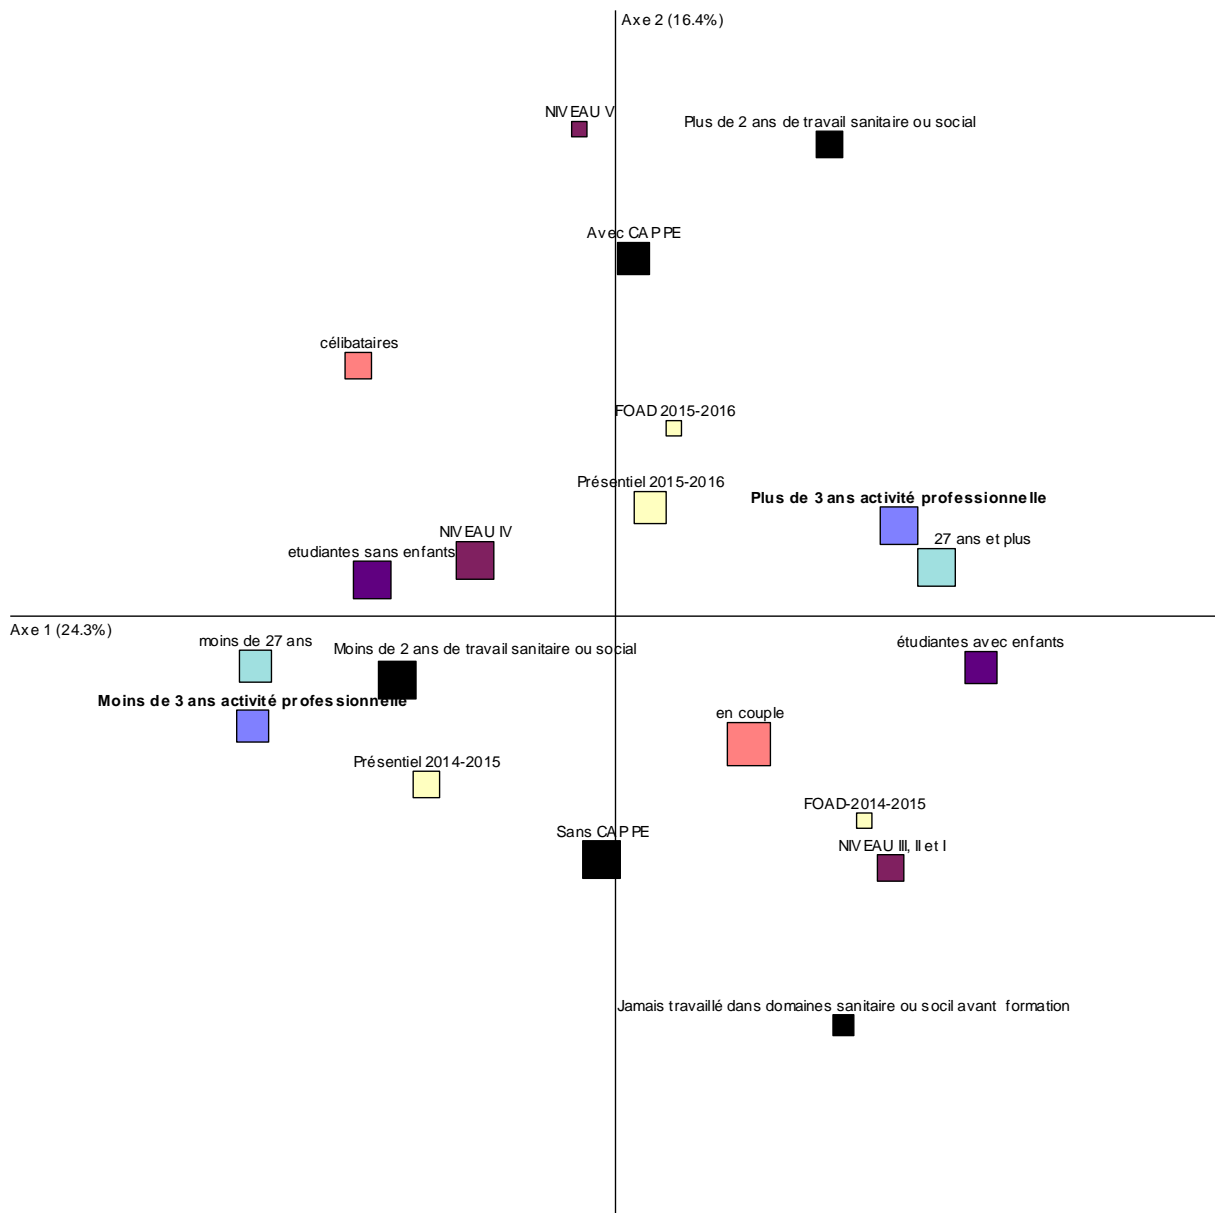 Axe 2 (16.4%)
NIVEAU V
Plus de 2 ans de travail sanitaire ou social
Avec CAPPE
célibataires
FOAD 2015-2016
Présentiel 2015-2016
Plus de 3 ans activité professionnelle
NIVEAU IV
27 ans et plus
etudiantes sans enfants
Axe 1 (24.3%)
moins de 27 ans
étudiantes avec enfants
Moins de 2 ans de travail sanitaire ou social
Moins de 3 ans activité professionnelle
en couple
Présentiel 2014-2015
FOAD-2014-2015
Sans CAPPE
NIVEAU III, II et I
Jamais travaillé dans domaines sanitaire ou socil avant formation